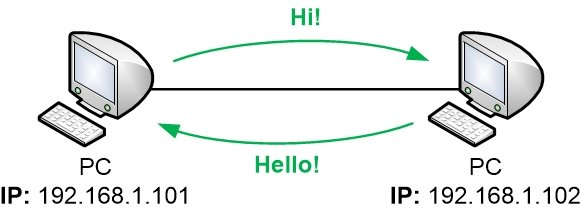 Hi!
Hello!
PC
IP: 192.168.1.101
PC
IP: 192.168.1.102